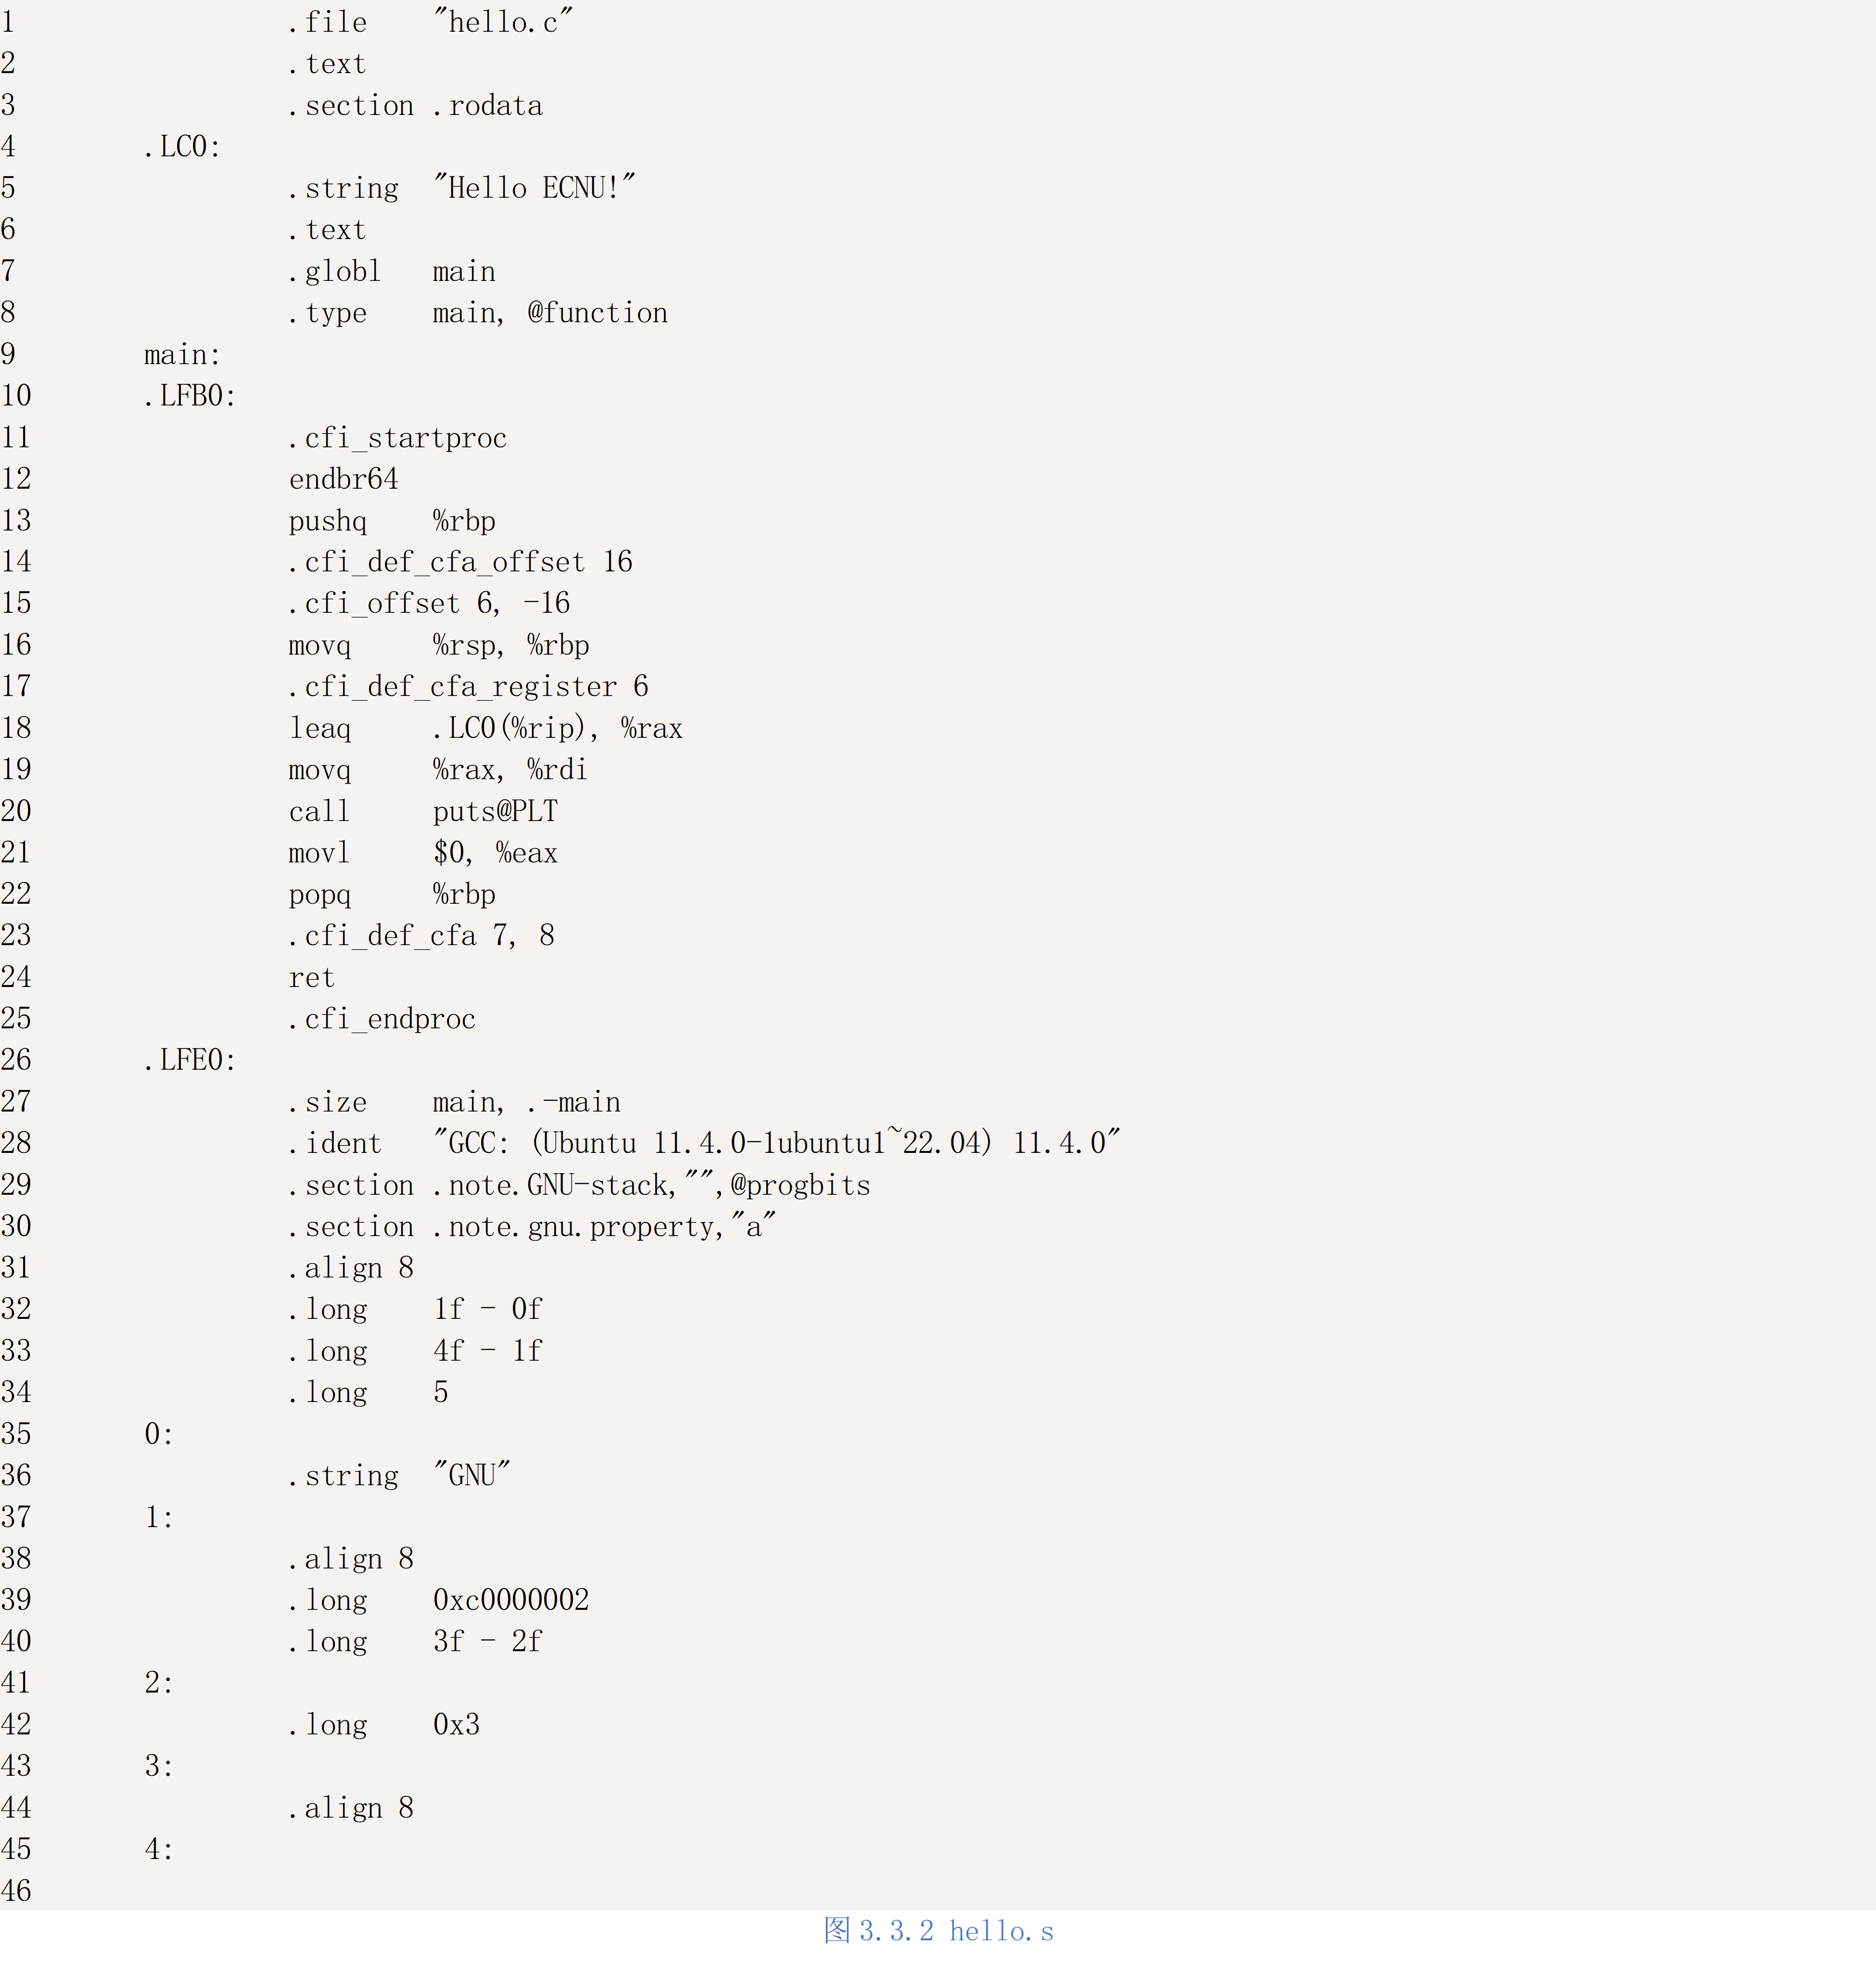 1 .file "hello.c"
2 .text
3 .section .rodata
4 .LC0:
5 .string "Hello ECNU!"
6 .text
7 .globl main
8 .type main, @function
9 main:
10 .LFB0:
11 .cfi_startproc
12 endbr64
13 pushq %rbp
14 .cfi_def_cfa_offset 16
15 .cfi_offset 6, -16
16 movq %rsp, %rbp
17 .cfi_def_cfa_register 6
18 leaq .LC0(%rip), %rax
19 movq %rax, %rdi
20 call puts@PLT
21 movl $0, %eax
22 popq %rbp
23 .cfi_def_cfa 7, 8
24 ret
25 .cfi_endproc
26 .LFE0:
27 .size main, .-main
28 .ident "GCC: (Ubuntu 11.4.0-1ubuntu1~22.04) 11.4.0"
29 .section .note.GNU-stack,"",@progbits
30 .section .note.gnu.property,"a"
31 .align 8
32 .long 1f - 0f
33 .long 4f - 1f
34 .long 5
35 0:
36 .string "GNU"
37 1:
38 .align 8
39 .long 0xc0000002
40 .long 3f - 2f
41 2:
42 .long 0x3
43 3:
44 .align 8
45 4:
46
图 3.3.2 hello.s